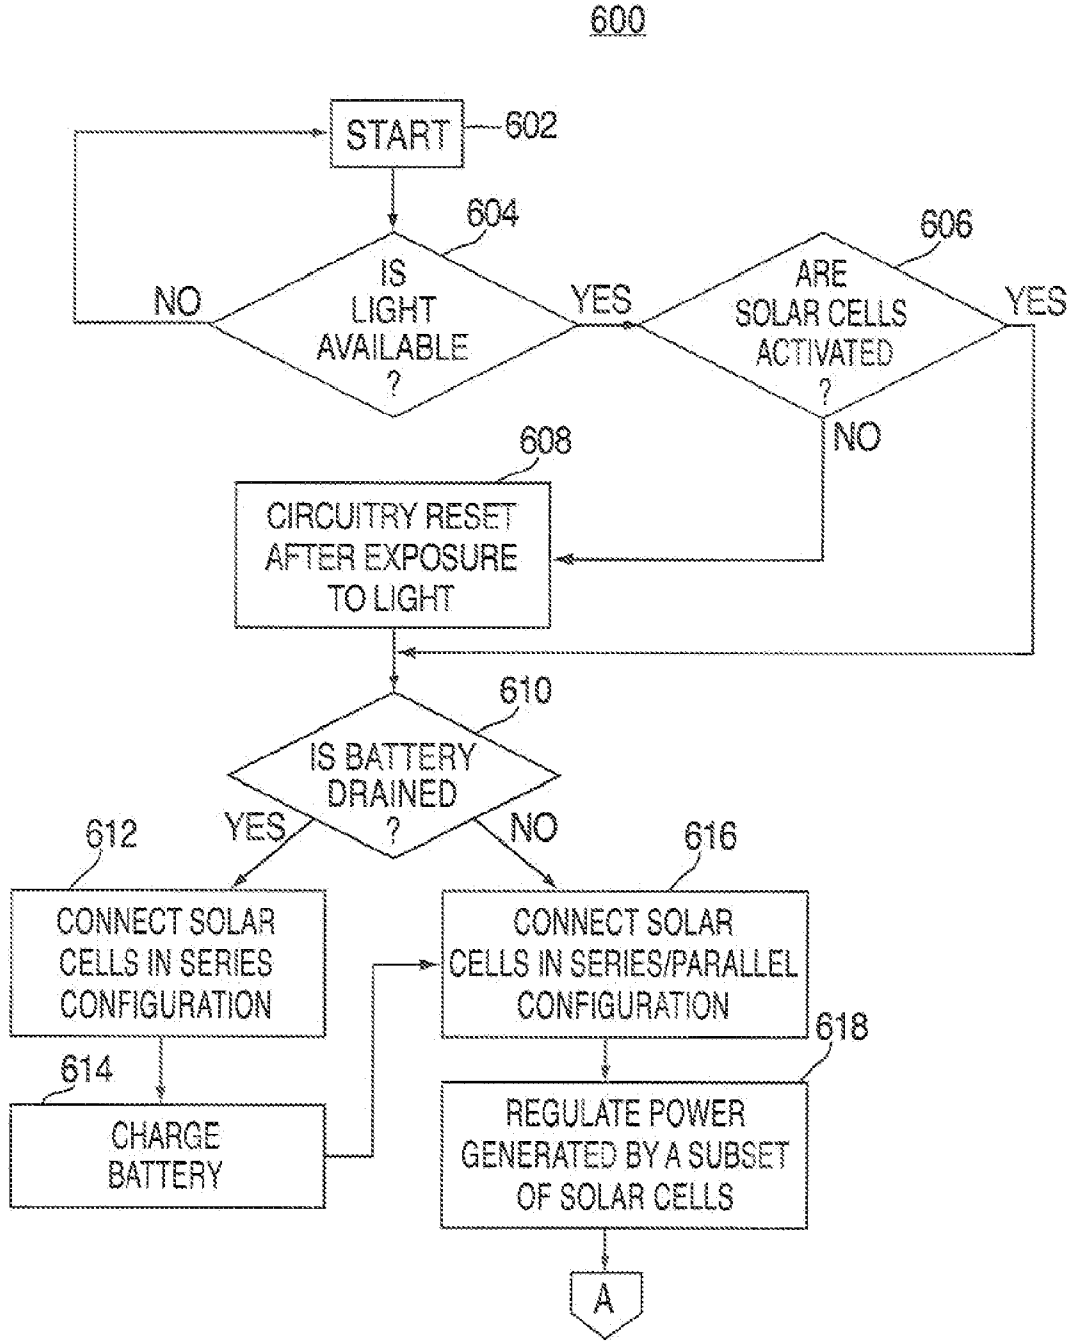 600
START
602
604
IS
LIGHT
AVAILABLE
?
NO
YES
606
ARE
SOLAR CELLS
ACTIVATED
?
YES
NO
608
CIRCUITRY RESET
AFTER EXPOSURE
TO LIGHT
610
IS BATTERY
DRAINED
?
YES
NO
612
CONNECT SOLAR
CELLS IN SERIES
CONFIGURATION
614
CHARGE
BATTERY
616
CONNECT SOLAR
CELLS IN SERIES/PARALLEL
CONFIGURATION
618
REGULATE POWER
GENERATED BY A SUBSET
OF SOLAR CELLS
A